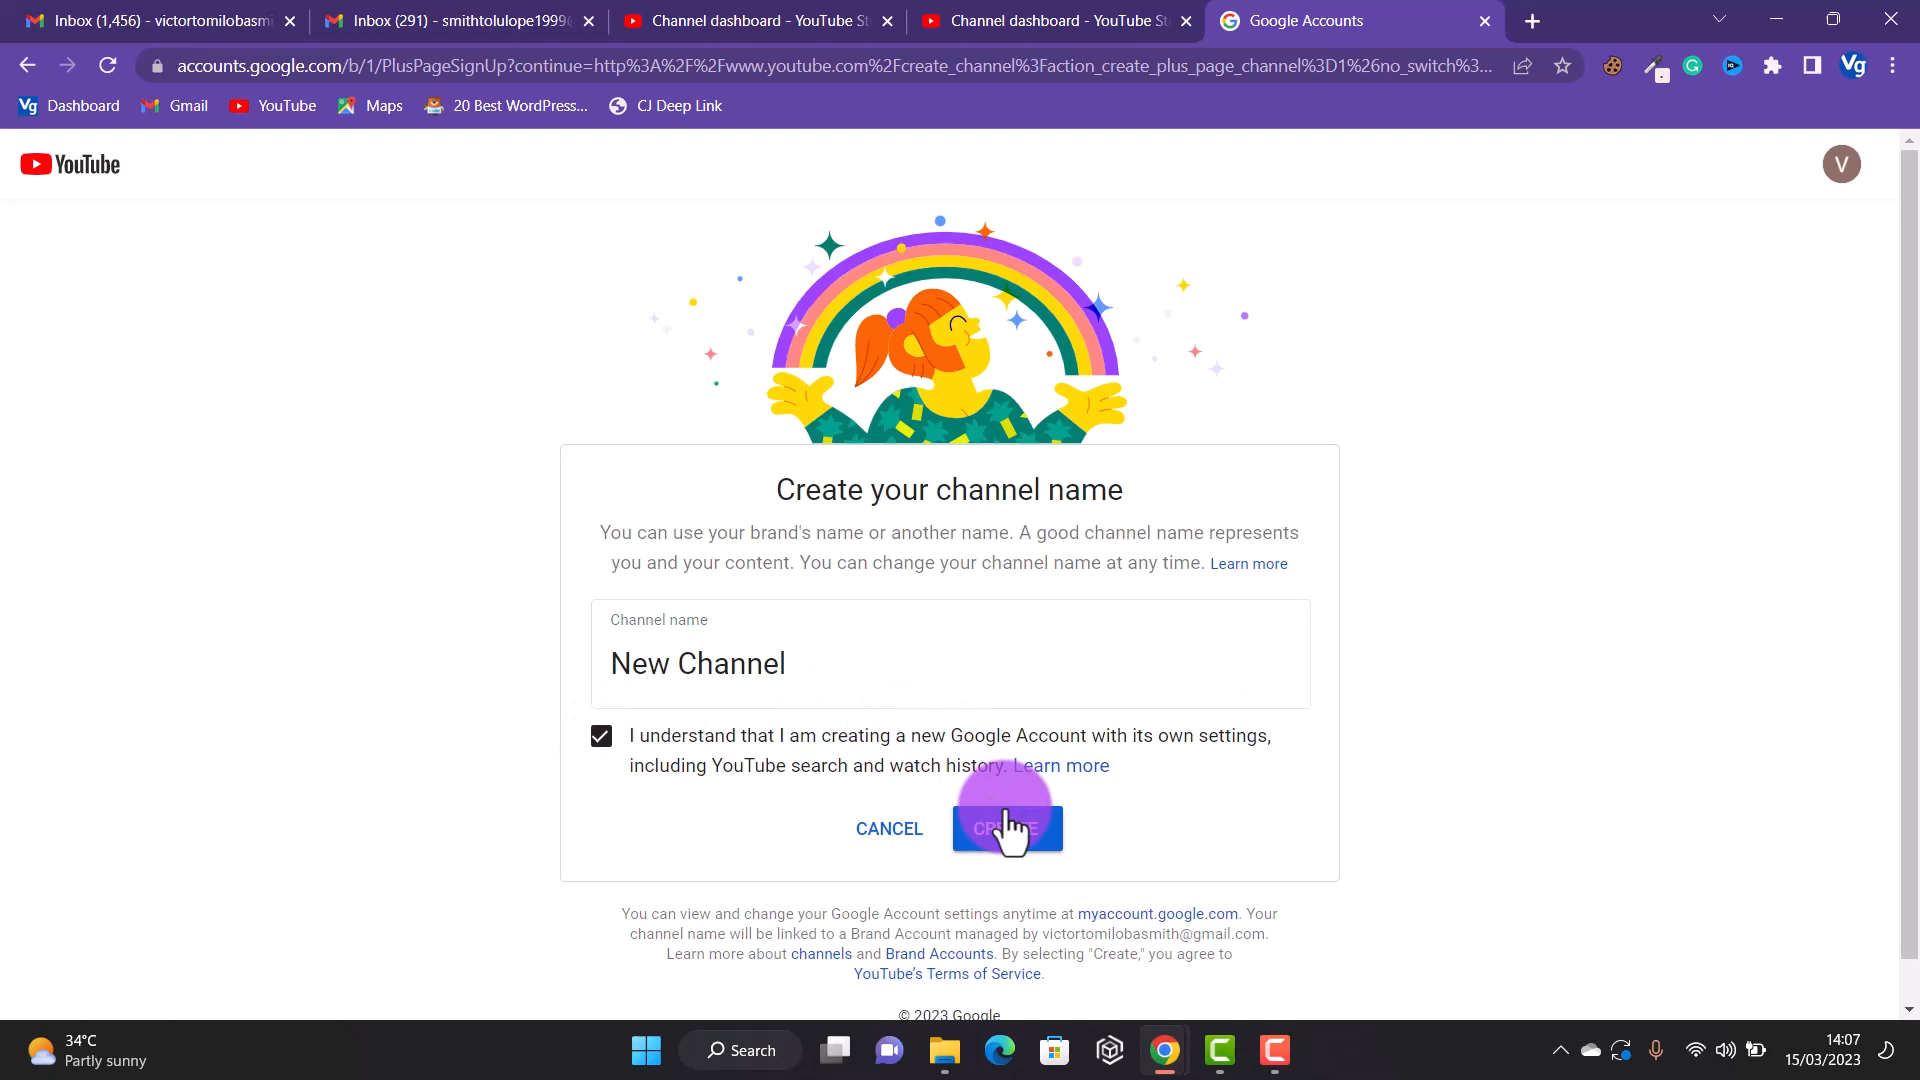 Inbox (1,456) - victortomilobasmi
Inbox (291) - smithtolulope1999@
Channel dashboard - YouTube St
Channel dashboard - YouTube St
Google Accounts
accounts.google.com/b/1/PlusPageSignUp?continue=http%3A%2F%2Fwww.youtube.com%2Fcreate_channel%3Faction_create_plus_page_channel%3D1%26no_switch%3...
Vg
Vg Dashboard
Gmail
YouTube
Maps
20 Best WordPress...
CJ Deep Link
YouTube
V
Create your channel name
You can use your brand's name or another name. A good channel name represents
you and your content. You can change your channel name at any time. Learn more
Channel name
New Channel
I understand that I am creating a new Google Account with its own settings,
including YouTube search and watch history. Learn more
CANCEL
You can view and change your Google Account settings anytime at myaccount.google.com. Your
channel name will be linked to a Brand Account managed by victortomilobasmith@gmail.com.
Learn more about channels and Brand Accounts. By selecting "Create," you agree to
YouTube's Terms of Service.
© 2023 Google
34°C
Partly sunny
Search
14:07
15/03/2023